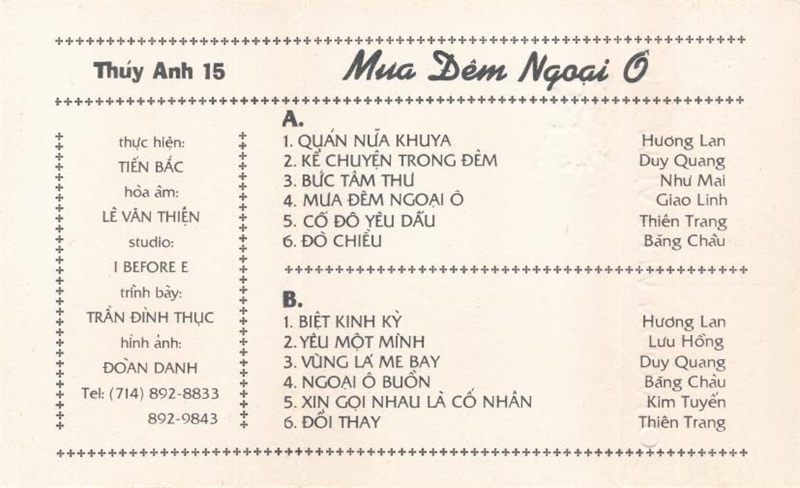 Thúy Anh 15
Mưa Đêm Ngoại Ô
thực hiện:
TIẾN BẮC
hòa âm:
LÊ VĂN THIỆN
studio:
I BEFORE E
trình bày:
TRẦN ĐÌNH THỤC
hình ảnh:
ĐOÀN DANH
Tel: (714) 892-8833
892-9843
A.
1. QUÁN NỬA KHUYA Hương Lan
2. KỂ CHUYỆN TRONG ĐÊM Duy Quang
3. BỨC TÂM THƯ Như Mai
4. MƯA ĐÊM NGOẠI Ô Giao Linh
5. CỐ ĐÔ YÊU DẤU Thiên Trang
6. ĐÒ CHIỀU Băng Châu
B.
1. BIỆT KINH KỲ Hương Lan
2. YÊU MỘT MÌNH Lưu Hồng
3. VÙNG LÁ ME BAY Duy Quang
4. NGOẠI Ô BUỒN Băng Châu
5. XIN GỌI NHAU LÀ CỐ NHÂN Kim Tuyến
6. ĐỔI THAY Thiên Trang